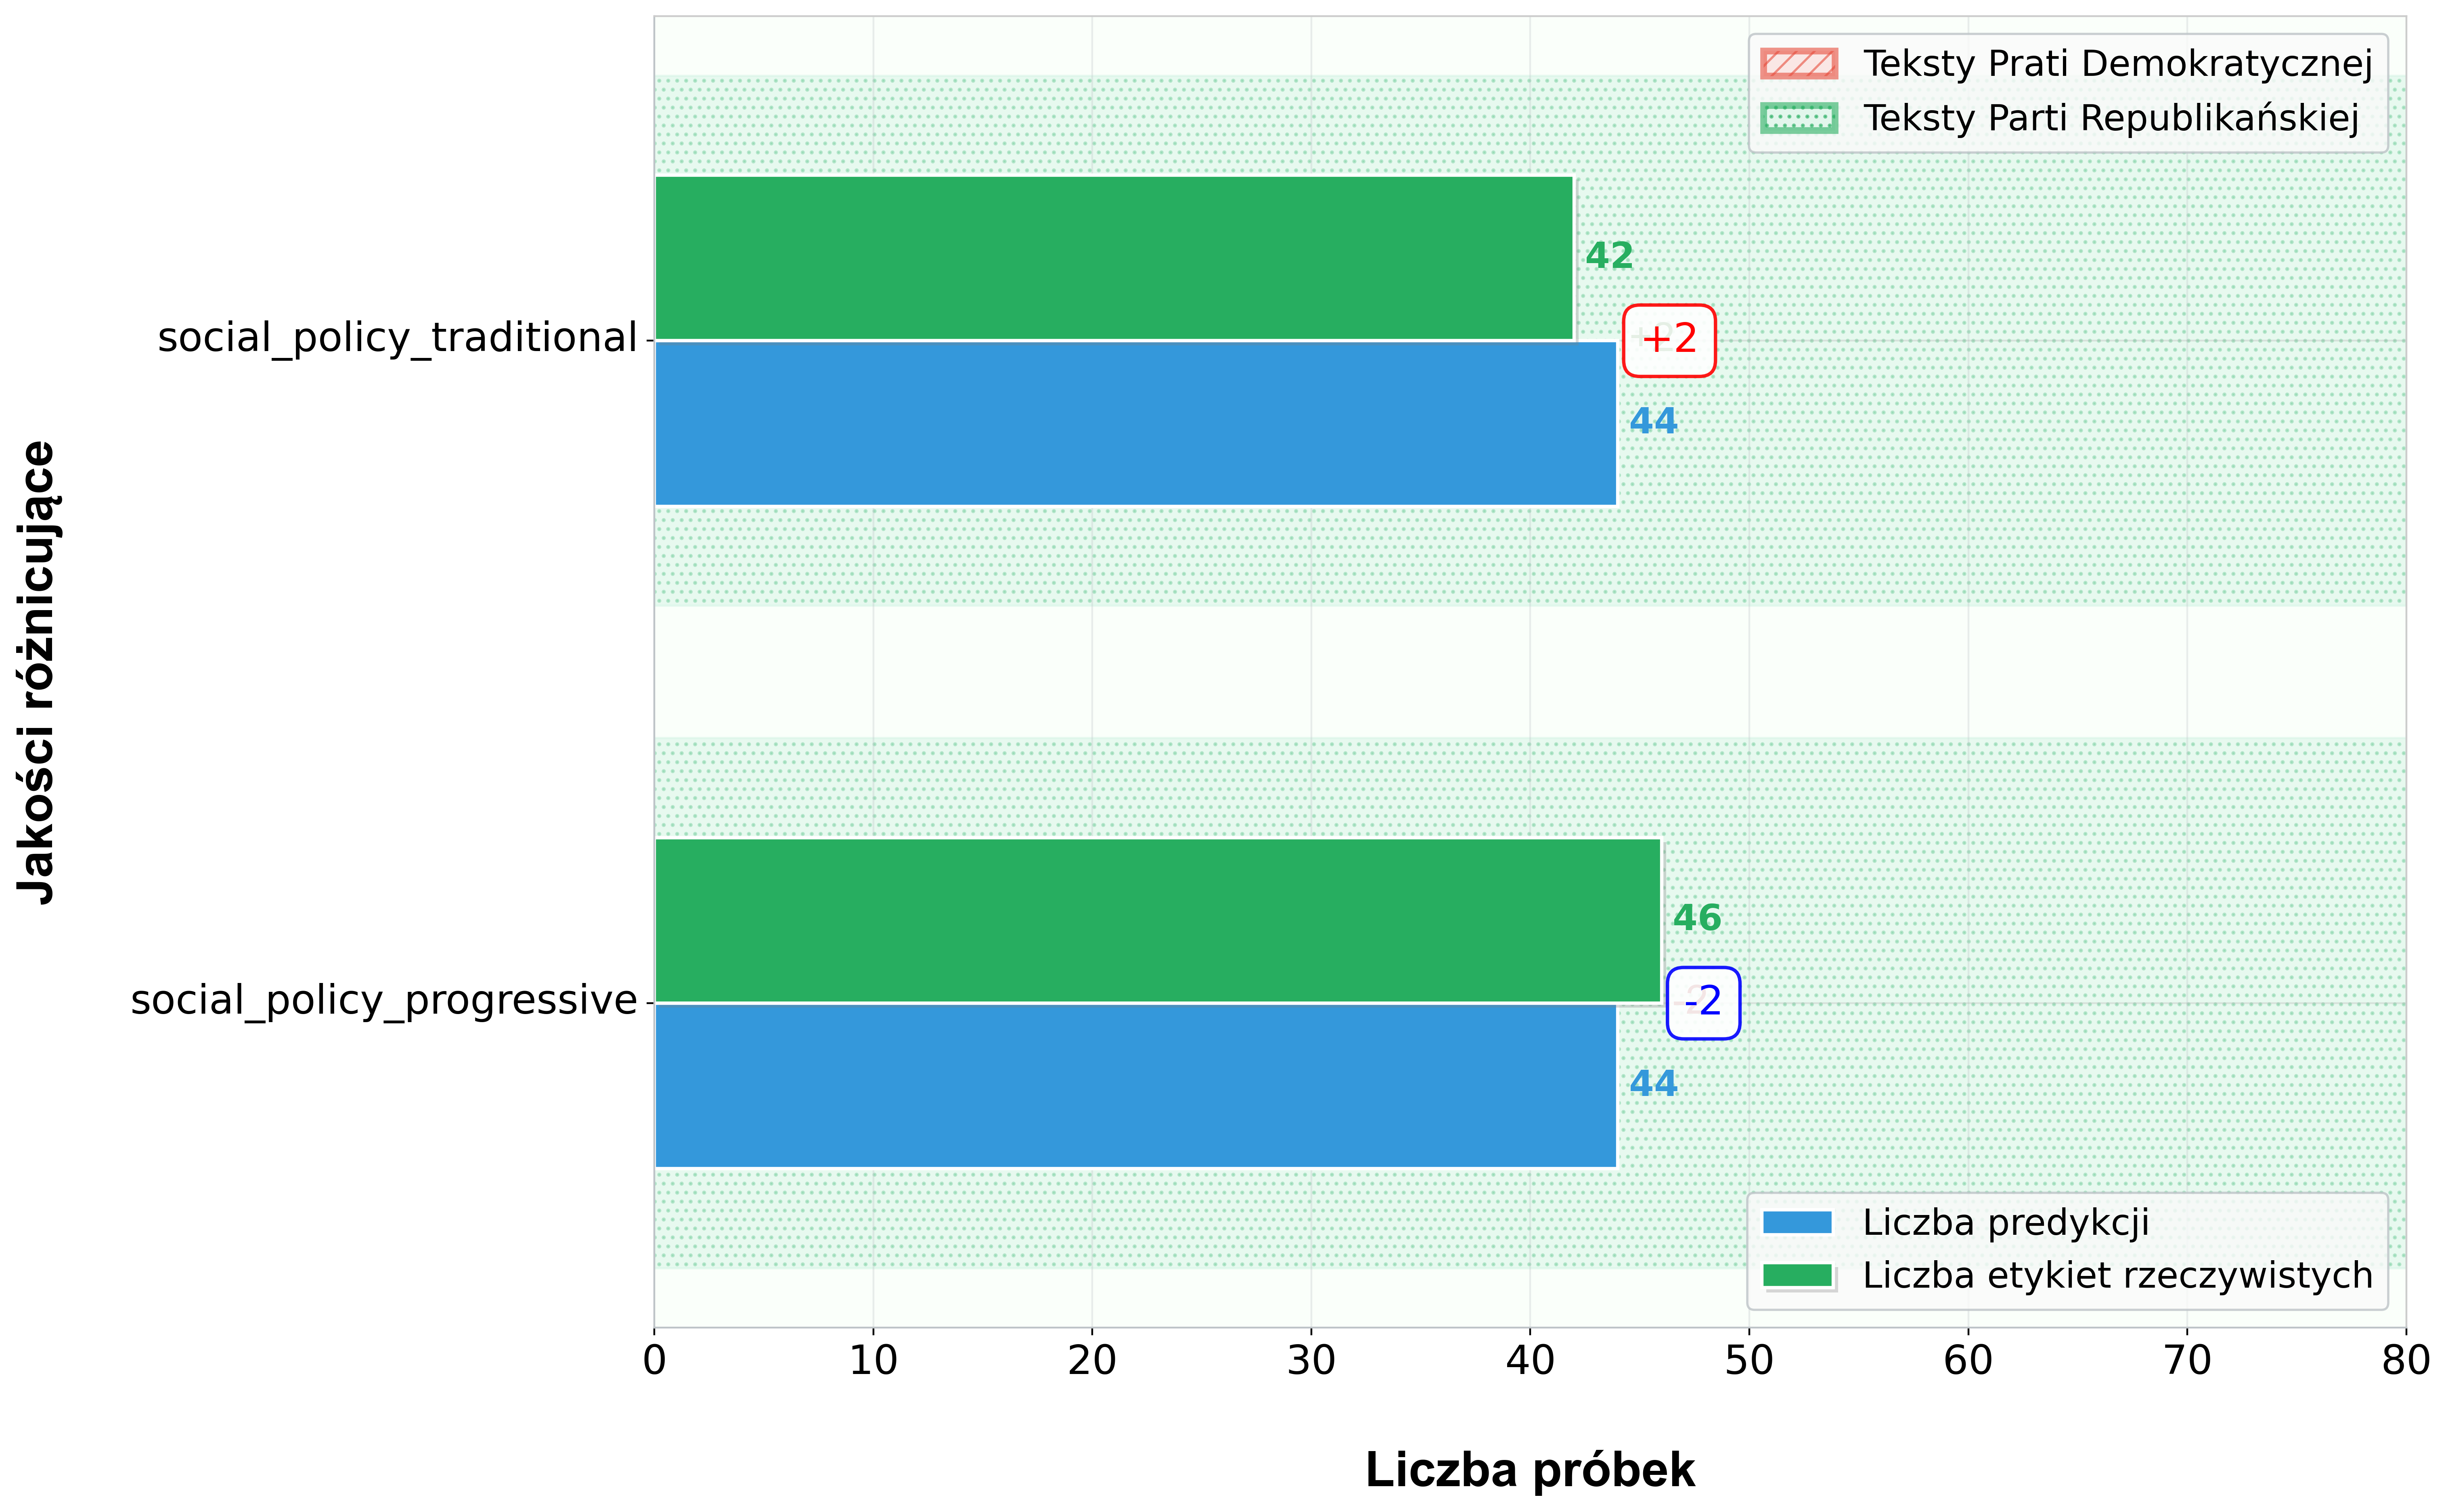 Teksty Prati Demokratycznej
Teksty Parti Republikańskiej
42
social_policy_traditional
+2
44
Jakości różnicujące
46
social_policy_progressive
-2
44
Liczba predykcji
Liczba etykiet rzeczywistych
0 10 20 30 40 50 60 70 80
Liczba próbek